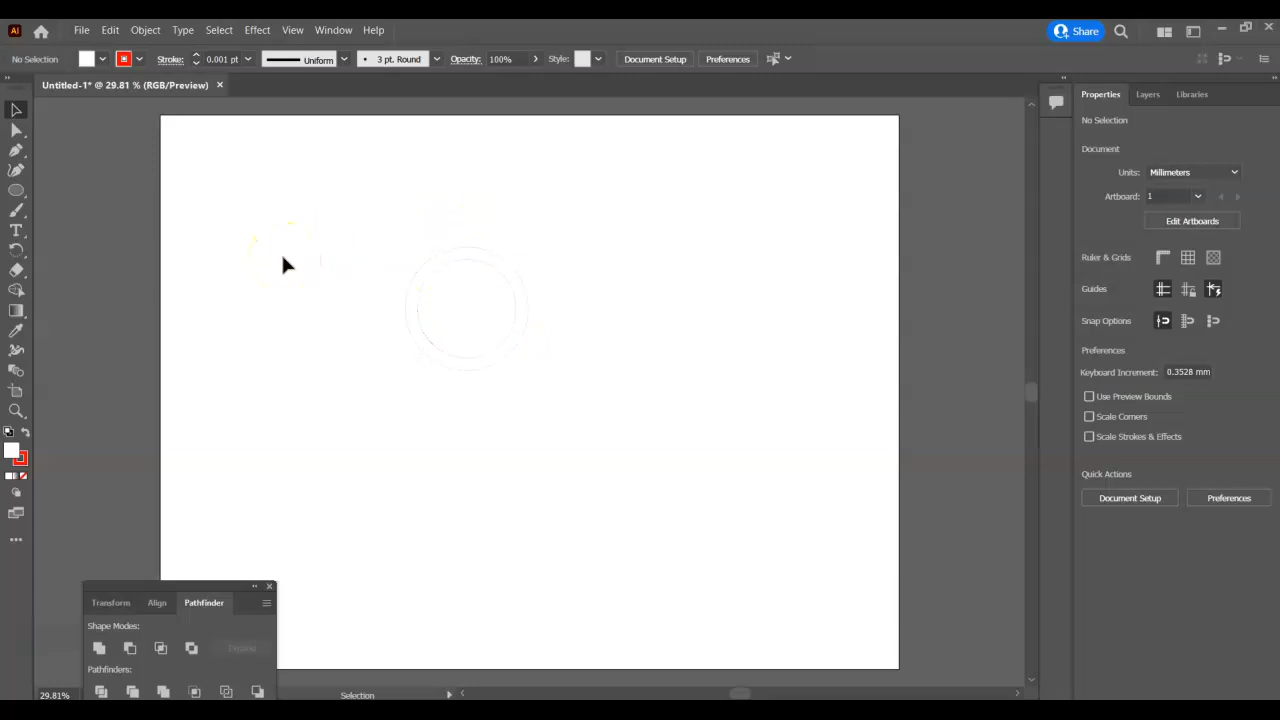 Ai File Edit Object Type Select Effect View Window Help Share
No Selection Stroke: 0.001 pt Uniform 3 pt. Round Opacity: 100% Style: Document Setup Preferences
Untitled-1* @ 29.81 % (RGB/Preview) ×
Properties Layers Libraries
No Selection
Document
Units: Millimeters
Artboard: 1
Edit Artboards
Ruler & Grids
Guides
Snap Options
Preferences
Keyboard Increment: 0.3528 mm
Use Preview Bounds
Scale Corners
Scale Strokes & Effects
Quick Actions
Document Setup Preferences
Transform Align Pathfinder
Shape Modes:
Expand
Pathfinders:
29.81% Selection